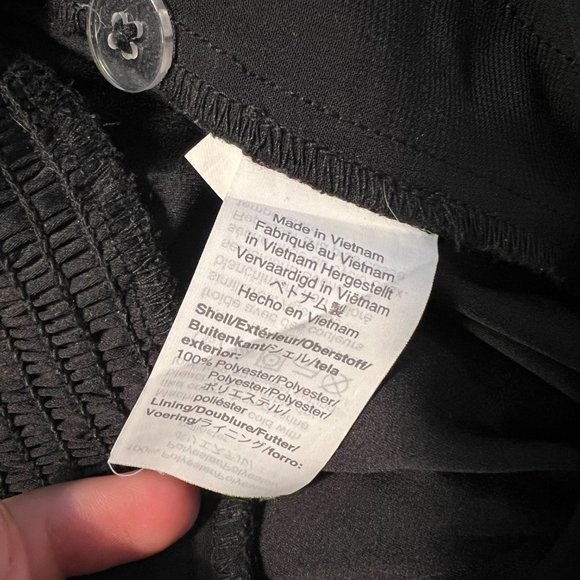 Made in Vietnam
Fabriqué au Vietnam
in Vietnam Hergestellt
Vervaardigd in Vietnam
ベトナム製
Hecho en Vietnam
Shell/Extérieur/Oberstoff/
Buitenkant/シェル/tela
exterior:
100% Polyester/Polyester/
Polyester/Polyester/
ポリエステル/
poliéster
Lining/Doublure/Futter/
Voering/ライニング/forro: